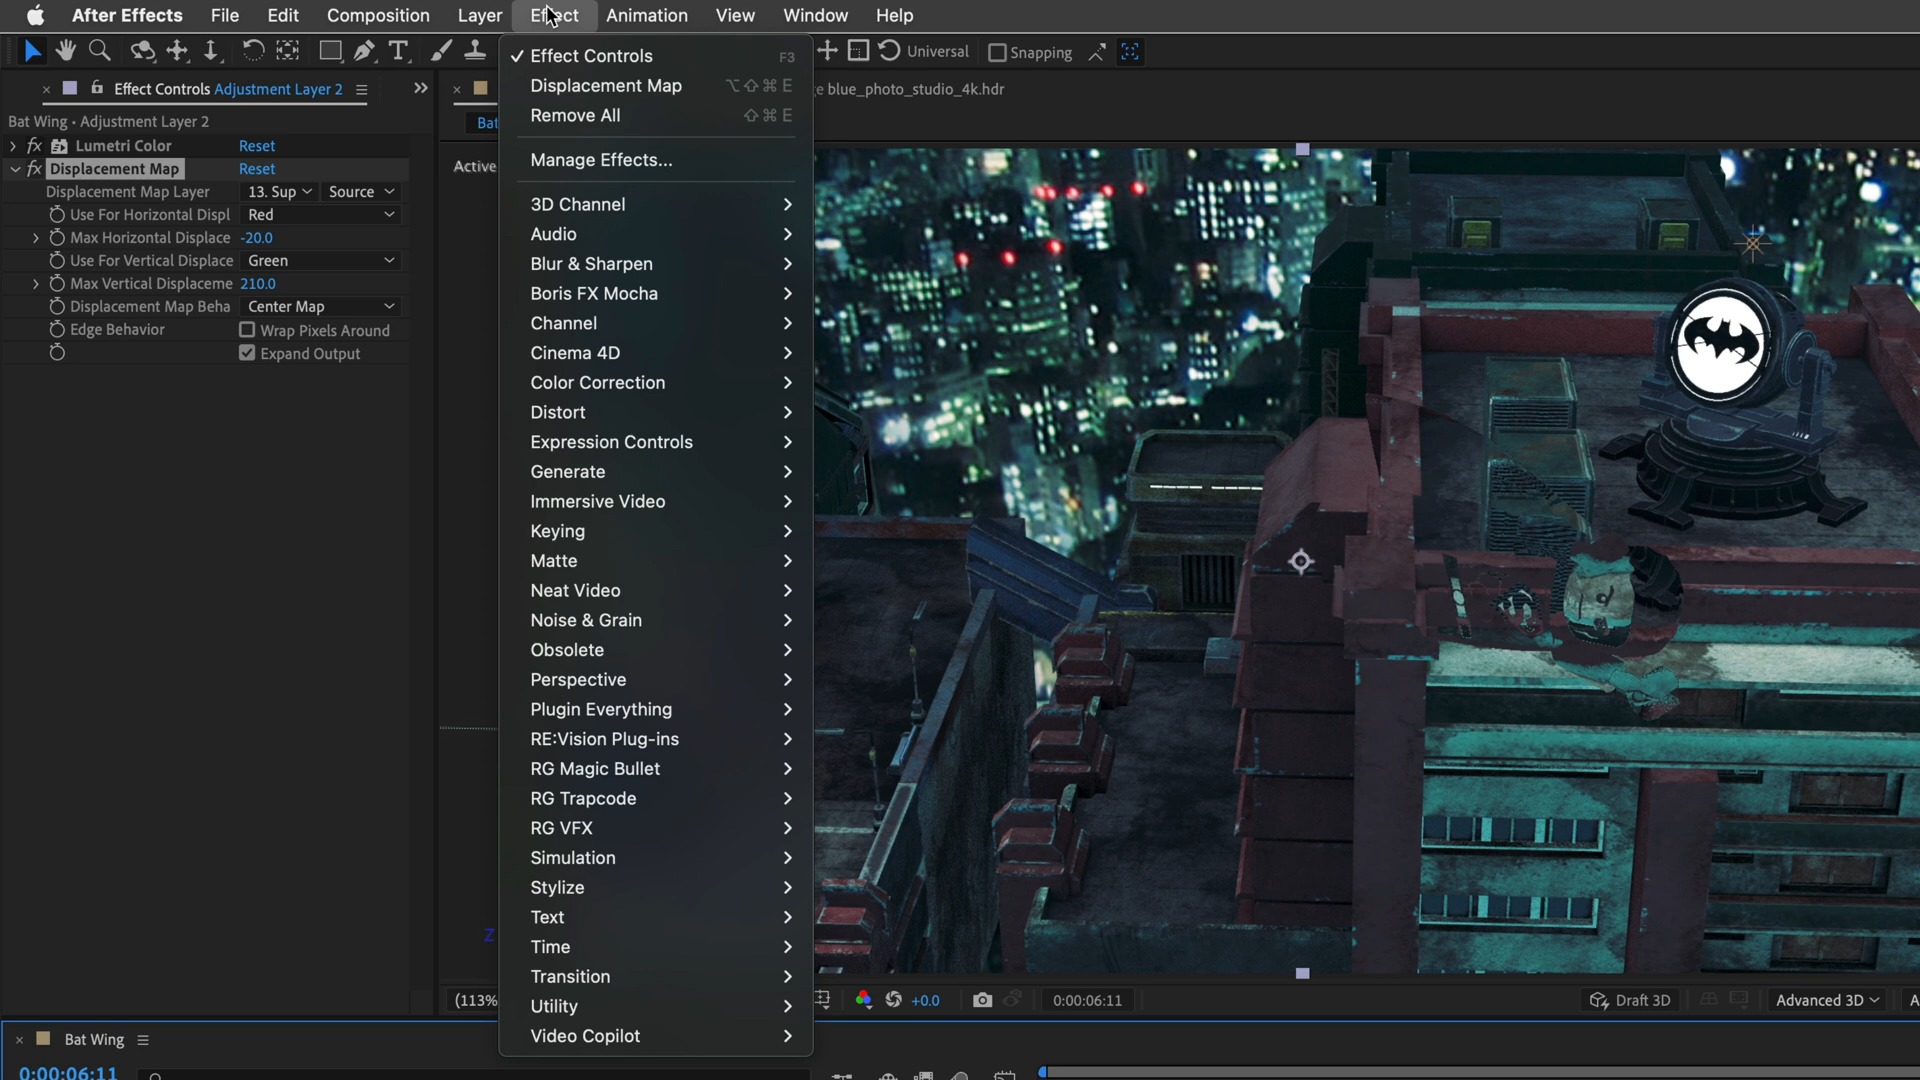 After Effects File Edit Composition Layer Effect Animation View Window Help
Universal Snapping
Effect Controls Adjustment Layer 2
blue_photo_studio_4k.hdr
Bat Wing • Adjustment Layer 2
Lumetri Color Reset
Displacement Map Reset
Displacement Map Layer 13. Sup Source
Use For Horizontal Displ Red
Max Horizontal Displace -20.0
Use For Vertical Displace Green
Max Vertical Displaceme 210.0
Displacement Map Beha Center Map
Edge Behavior Wrap Pixels Around
Expand Output
Bat
Active
Effect Controls F3
Displacement Map ⌥⇧⌘E
Remove All ⇧⌘E
Manage Effects...
3D Channel
Audio
Blur & Sharpen
Boris FX Mocha
Channel
Cinema 4D
Color Correction
Distort
Expression Controls
Generate
Immersive Video
Keying
Matte
Neat Video
Noise & Grain
Obsolete
Perspective
Plugin Everything
RE:Vision Plug-ins
RG Magic Bullet
RG Trapcode
RG VFX
Simulation
Stylize
Text
Time
Transition
Utility
Video Copilot
Z
(113% +0.0 0:00:06:11 Draft 3D Advanced 3D
Bat Wing
0:00:06:11